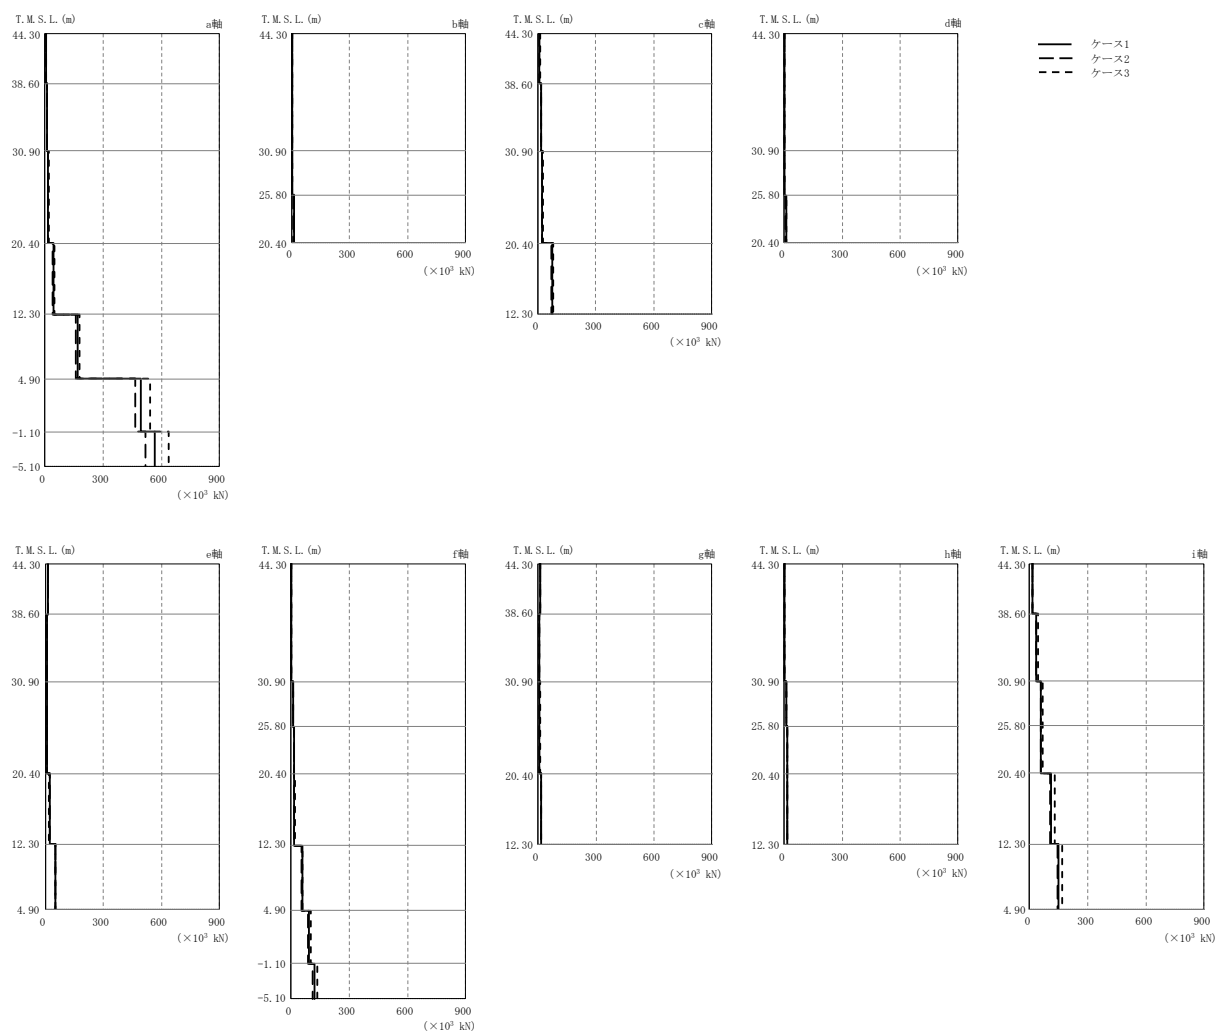 T.M.S.L.(m) a軸
44.30
38.60
30.90
20.40
12.30
4.90
-1.10
-5.10
0 300 600 900
(×10³ kN)
T.M.S.L.(m) b軸
44.30
30.90
25.80
20.40
0 300 600 900
(×10³ kN)
T.M.S.L.(m) c軸
44.30
38.60
30.90
20.40
12.30
0 300 600 900
(×10³ kN)
T.M.S.L.(m) d軸
44.30
30.90
25.80
20.40
0 300 600 900
(×10³ kN)
ケース1
ケース2
ケース3
T.M.S.L.(m) e軸
44.30
38.60
30.90
20.40
12.30
4.90
0 300 600 900
(×10³ kN)
T.M.S.L.(m) f軸
44.30
30.90
25.80
20.40
12.30
4.90
-1.10
-5.10
0 300 600 900
(×10³ kN)
T.M.S.L.(m) g軸
44.30
38.60
30.90
20.40
12.30
0 300 600 900
(×10³ kN)
T.M.S.L.(m) h軸
44.30
30.90
25.80
20.40
12.30
0 300 600 900
(×10³ kN)
T.M.S.L.(m) i軸
44.30
38.60
30.90
25.80
20.40
12.30
4.90
0 300 600 900
(×10³ kN)